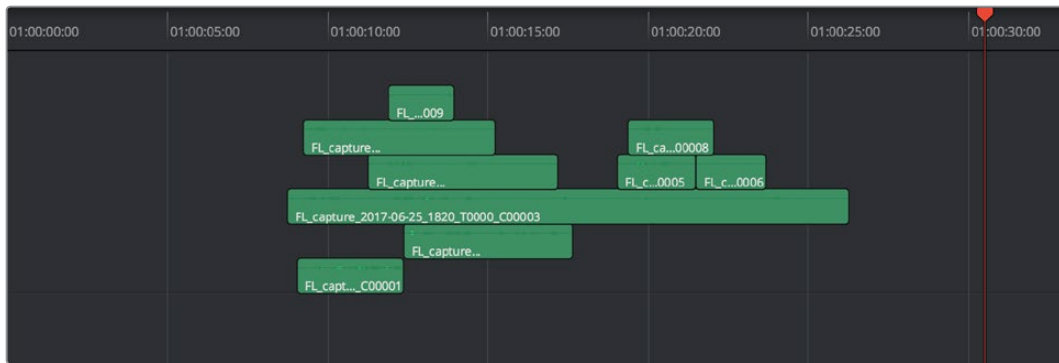 01:00:00:00 01:00:05:00 01:00:10:00 01:00:15:00 01:00:20:00 01:00:25:00 01:00:30:00
FL_...009
FL_capture... FL_ca...00008
FL_capture... FL_c...0005 FL_c...0006
FL_capture_2017-06-25_1820_T0000_C00003
FL_capture...
FL_capt..._C00001